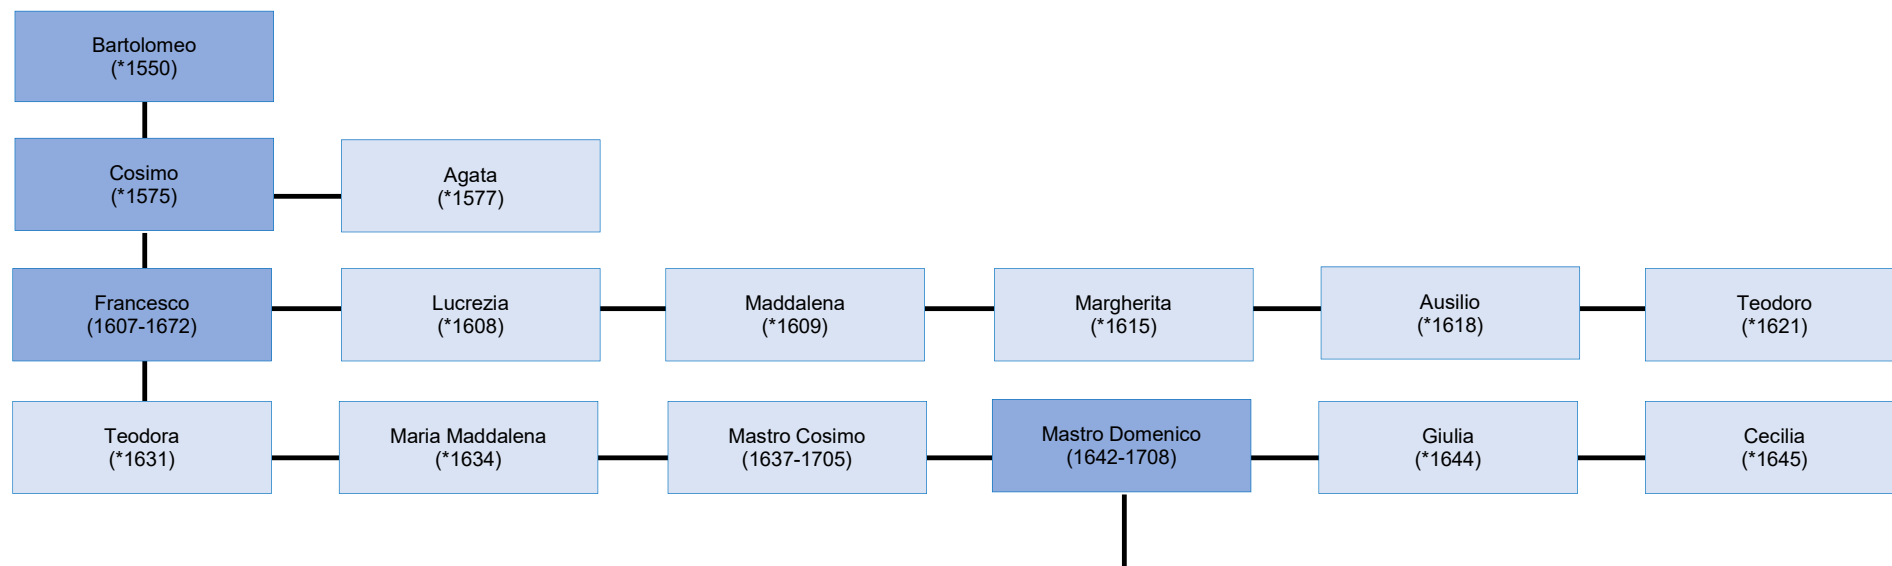 Bartolomeo
(*1550)
Cosimo
(*1575)
Agata
(*1577)
Francesco
(1607-1672)
Lucrezia
(*1608)
Maddalena
(*1609)
Margherita
(*1615)
Ausilio
(*1618)
Teodoro
(*1621)
Teodora
(*1631)
Maria Maddalena
(*1634)
Mastro Cosimo
(1637-1705)
Mastro Domenico
(1642-1708)
Giulia
(*1644)
Cecilia
(*1645)